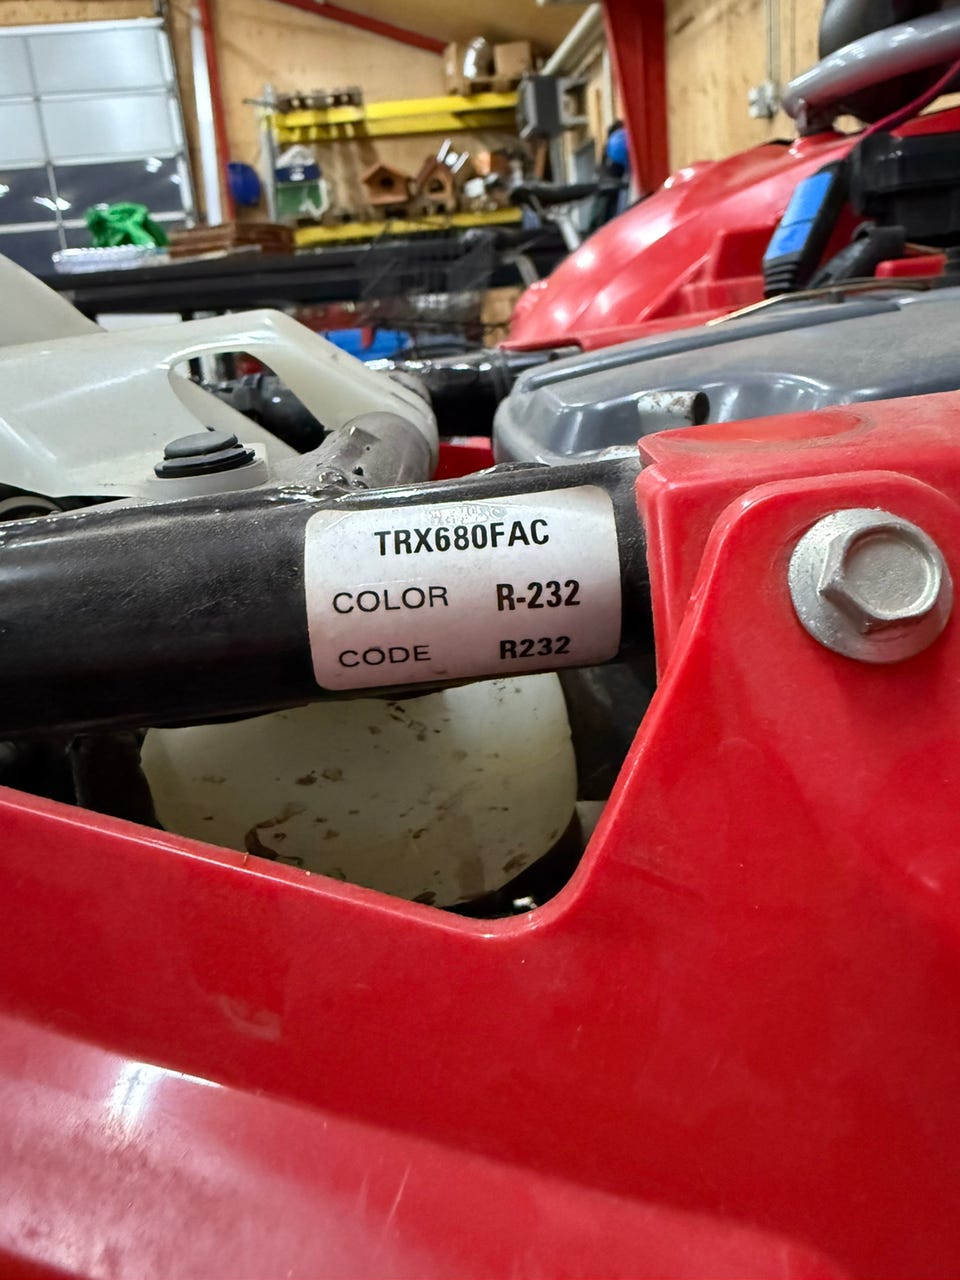 TRX680FAC
COLOR R-232
CODE R232